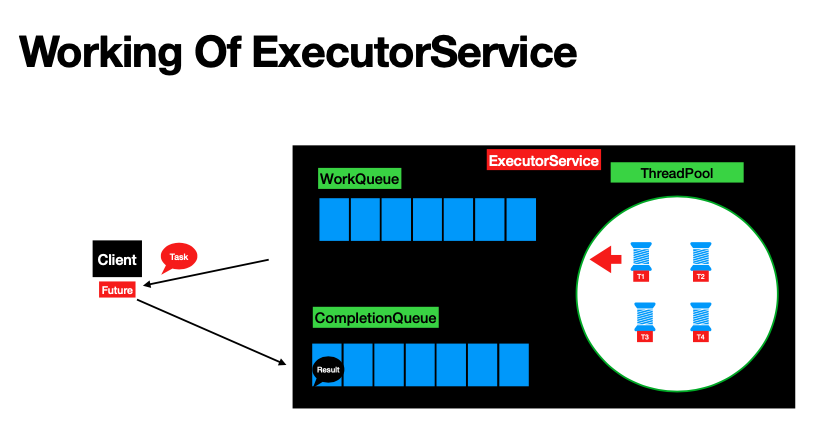 Working Of ExecutorService
ExecutorService
ThreadPool
WorkQueue
Client
Task
Future
T1
T2
T3
T4
CompletionQueue
Result